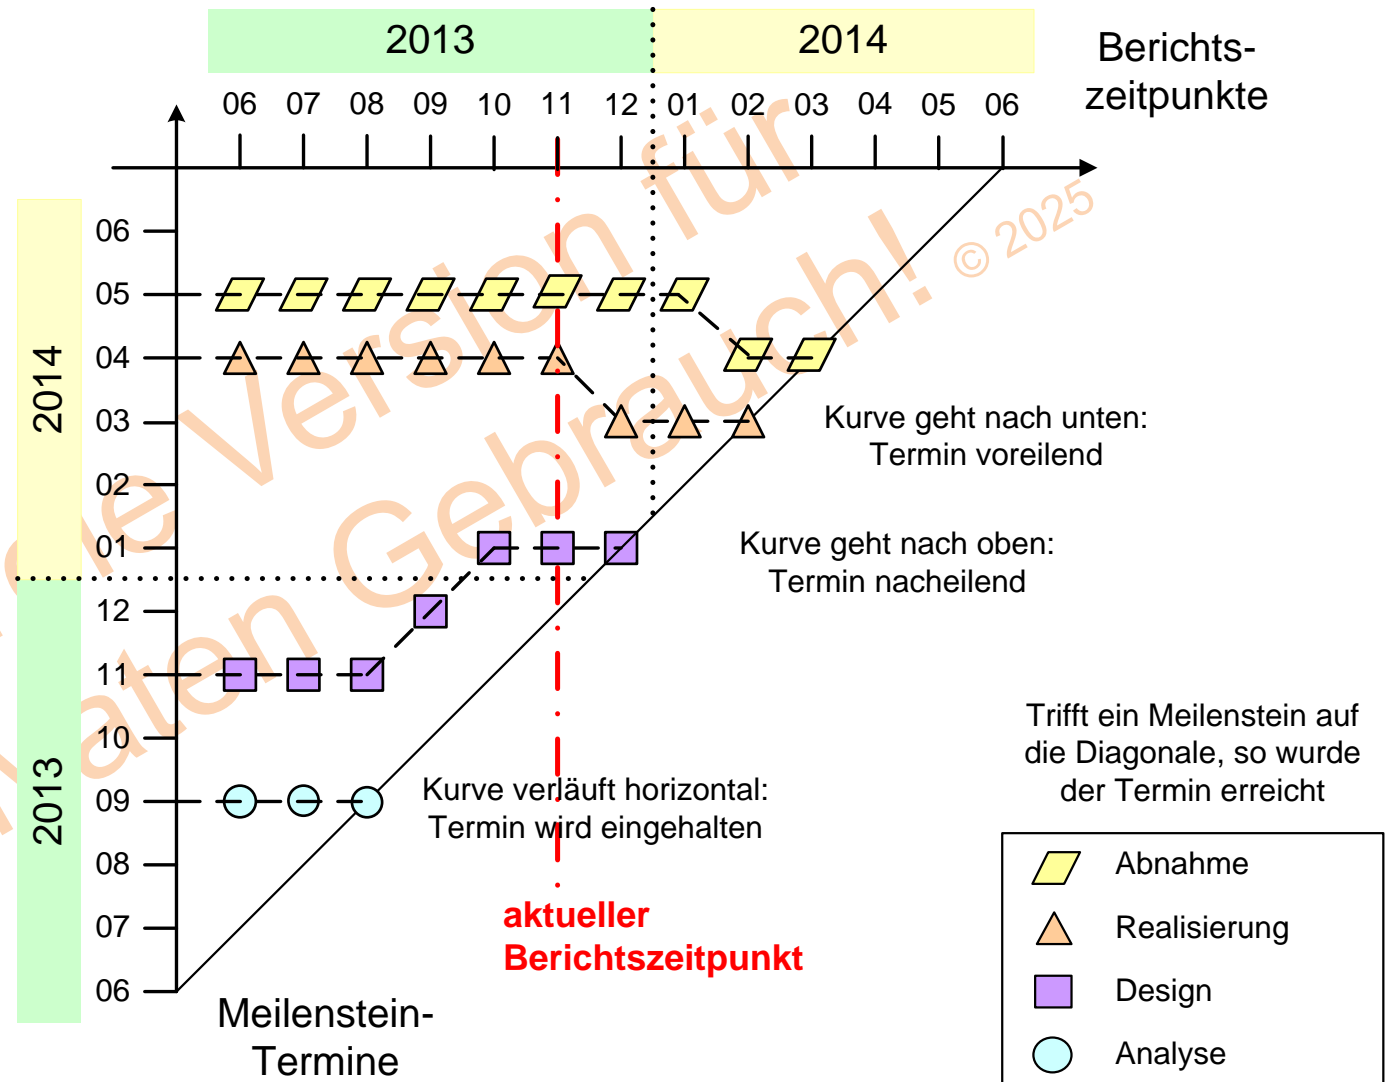 2013
2014
Berichts-
zeitpunkte
06 07 08 09 10 11 12 01 02 03 04 05 06
06
05
04
03
02
01
12
11
10
09
08
07
06
2014
2013
Kurve geht nach unten:
Termin voreilend
Kurve geht nach oben:
Termin nacheilend
Kurve verläuft horizontal:
Termin wird eingehalten
Trifft ein Meilenstein auf
die Diagonale, so wurde
der Termin erreicht
aktueller
Berichtszeitpunkt
Meilenstein-
Termine
Abnahme
Realisierung
Design
Analyse
Version für
Gebrauch!
© 2025